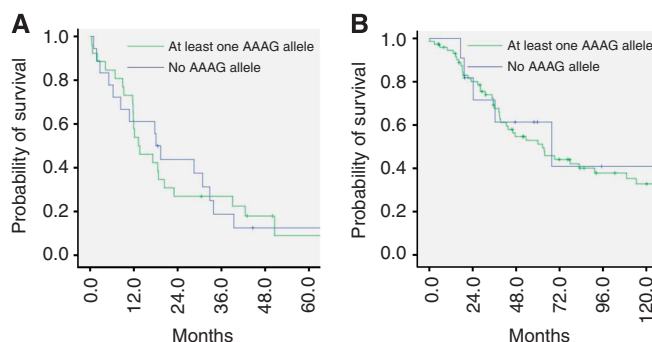 A
At least one AAAG allele
No AAAG allele
Probability of survival
1.0
0.8
0.6
0.4
0.2
0.0
0.0
12.0
24.0
36.0
48.0
60.0
Months
B
At least one AAAG allele
No AAAG allele
Probability of survival
1.0
0.8
0.6
0.4
0.2
0.0
0.0
24.0
48.0
72.0
96.0
120.0
Months